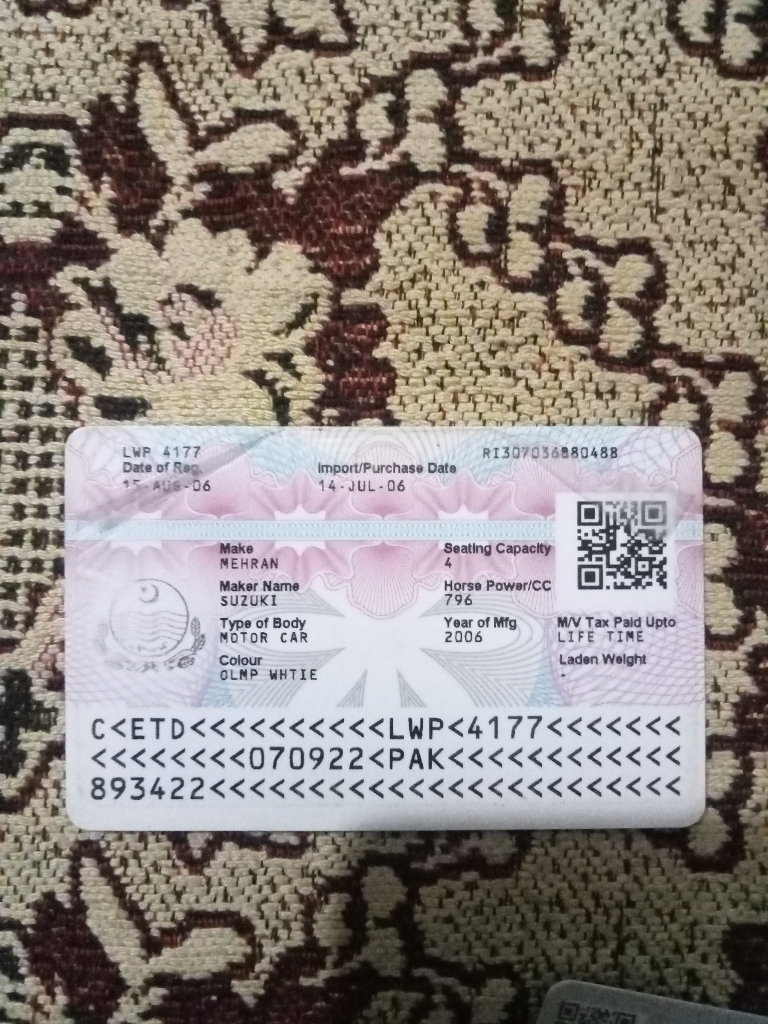 LWP 4177 RI307036880488
Date of Reg. Import/Purchase Date
15-AUG-06 14-JUL-06
Make Seating Capacity
MEHRAN 4
Maker Name Horse Power/CC
SUZUKI 796
Type of Body Year of Mfg M/V Tax Paid Upto
MOTOR CAR 2006 LIFE TIME
Colour Laden Weight
OLMP WHTIE -
C<ETD<<<<<<<<<<LWP<4177<<<<<<<
<<<<<<<<070922<PAK<<<<<<<<<<<<
893422<<<<<<<<<<<<<<<<<<<<<<<<